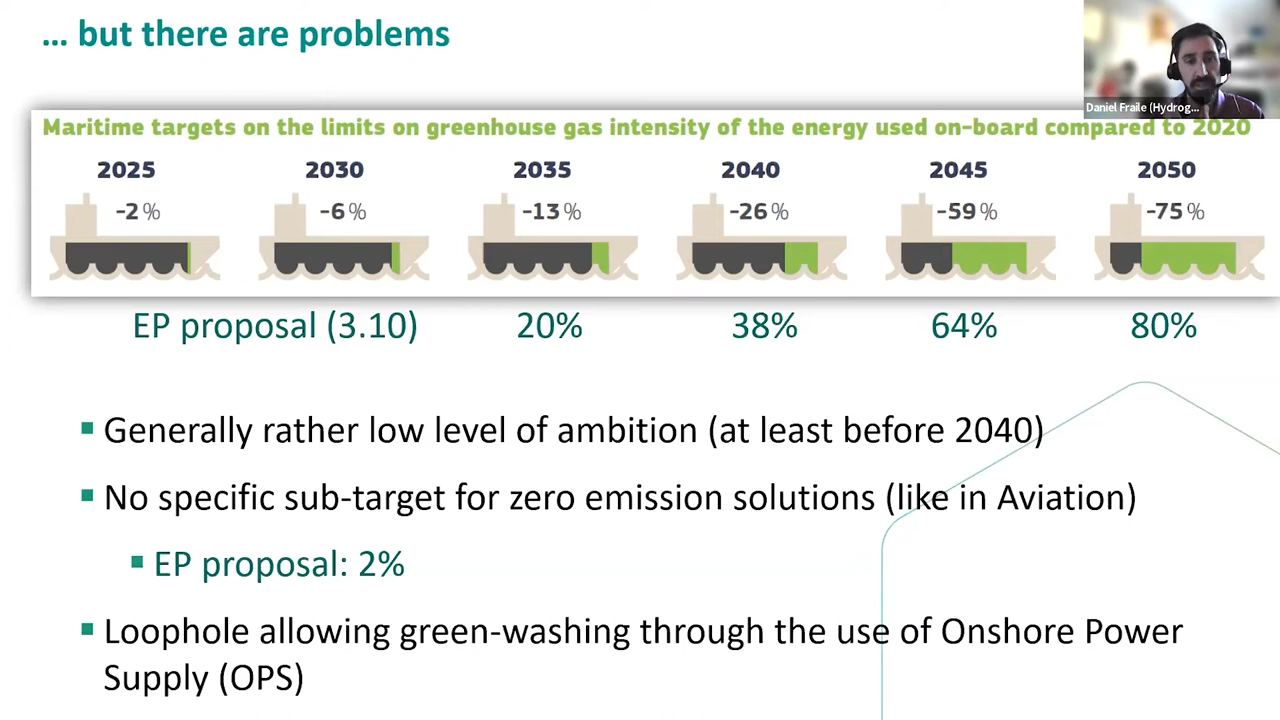 ... but there are problems
Daniel Fraile (Hydrog...
Maritime targets on the limits on greenhouse gas intensity of the energy used on-board compared to 2020
2025 2030 2035 2040 2045 2050
-2% -6% -13% -26% -59% -75%
EP proposal (3.10) 20% 38% 64% 80%
▪ Generally rather low level of ambition (at least before 2040)
▪ No specific sub-target for zero emission solutions (like in Aviation)
▪ EP proposal: 2%
▪ Loophole allowing green-washing through the use of Onshore Power
Supply (OPS)